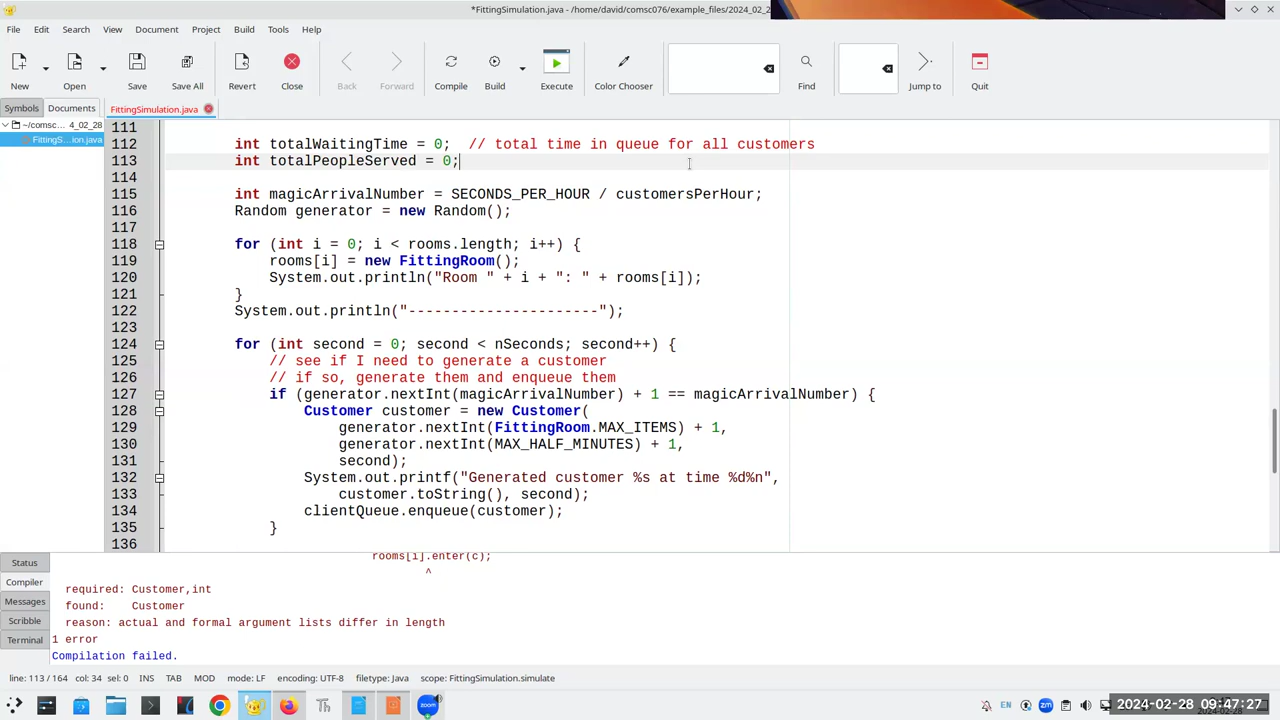 *FittingSimulation.java - /home/david/comsc076/example_files/2024_02_2
File Edit Search View Document Project Build Tools Help
New Open Save Save All Revert Close Back Forward Compile Build Execute Color Chooser Find Jump to Quit
Symbols Documents FittingSimulation.java
~/comsc... 4_02_28
FittingS...ion.java
111
112 int totalWaitingTime = 0;  // total time in queue for all customers
113 int totalPeopleServed = 0;
114
115 int magicArrivalNumber = SECONDS_PER_HOUR / customersPerHour;
116 Random generator = new Random();
117
118 for (int i = 0; i < rooms.length; i++) {
119 rooms[i] = new FittingRoom();
120 System.out.println("Room " + i + ": " + rooms[i]);
121 }
122 System.out.println("----------------------");
123
124 for (int second = 0; second < nSeconds; second++) {
125 // see if I need to generate a customer
126 // if so, generate them and enqueue them
127 if (generator.nextInt(magicArrivalNumber) + 1 == magicArrivalNumber) {
128 Customer customer = new Customer(
129 generator.nextInt(FittingRoom.MAX_ITEMS) + 1,
130 generator.nextInt(MAX_HALF_MINUTES) + 1,
131 second);
132 System.out.printf("Generated customer %s at time %d%n",
133 customer.toString(), second);
134 clientQueue.enqueue(customer);
135 }
136
Status
Compiler
Messages
Scribble
Terminal
rooms[i].enter(c);
^
required: Customer,int
found:    Customer
reason: actual and formal argument lists differ in length
1 error
Compilation failed.
line: 113 / 164 col: 34 sel: 0 INS TAB MOD mode: LF encoding: UTF-8 filetype: Java scope: FittingSimulation.simulate
EN zm 2024-02-28 09:47:27